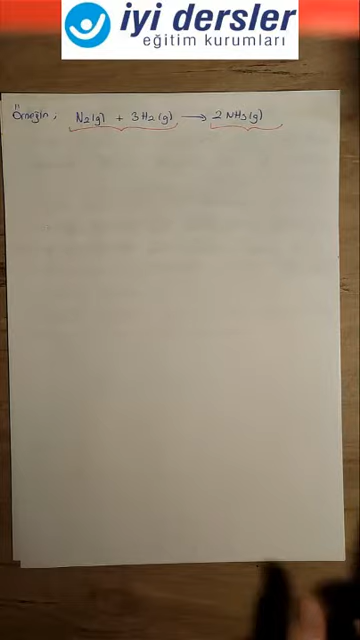 iyi dersler
eğitim kurumları
Örneğin; N₂(g) + 3H₂(g) → 2NH₃(g)